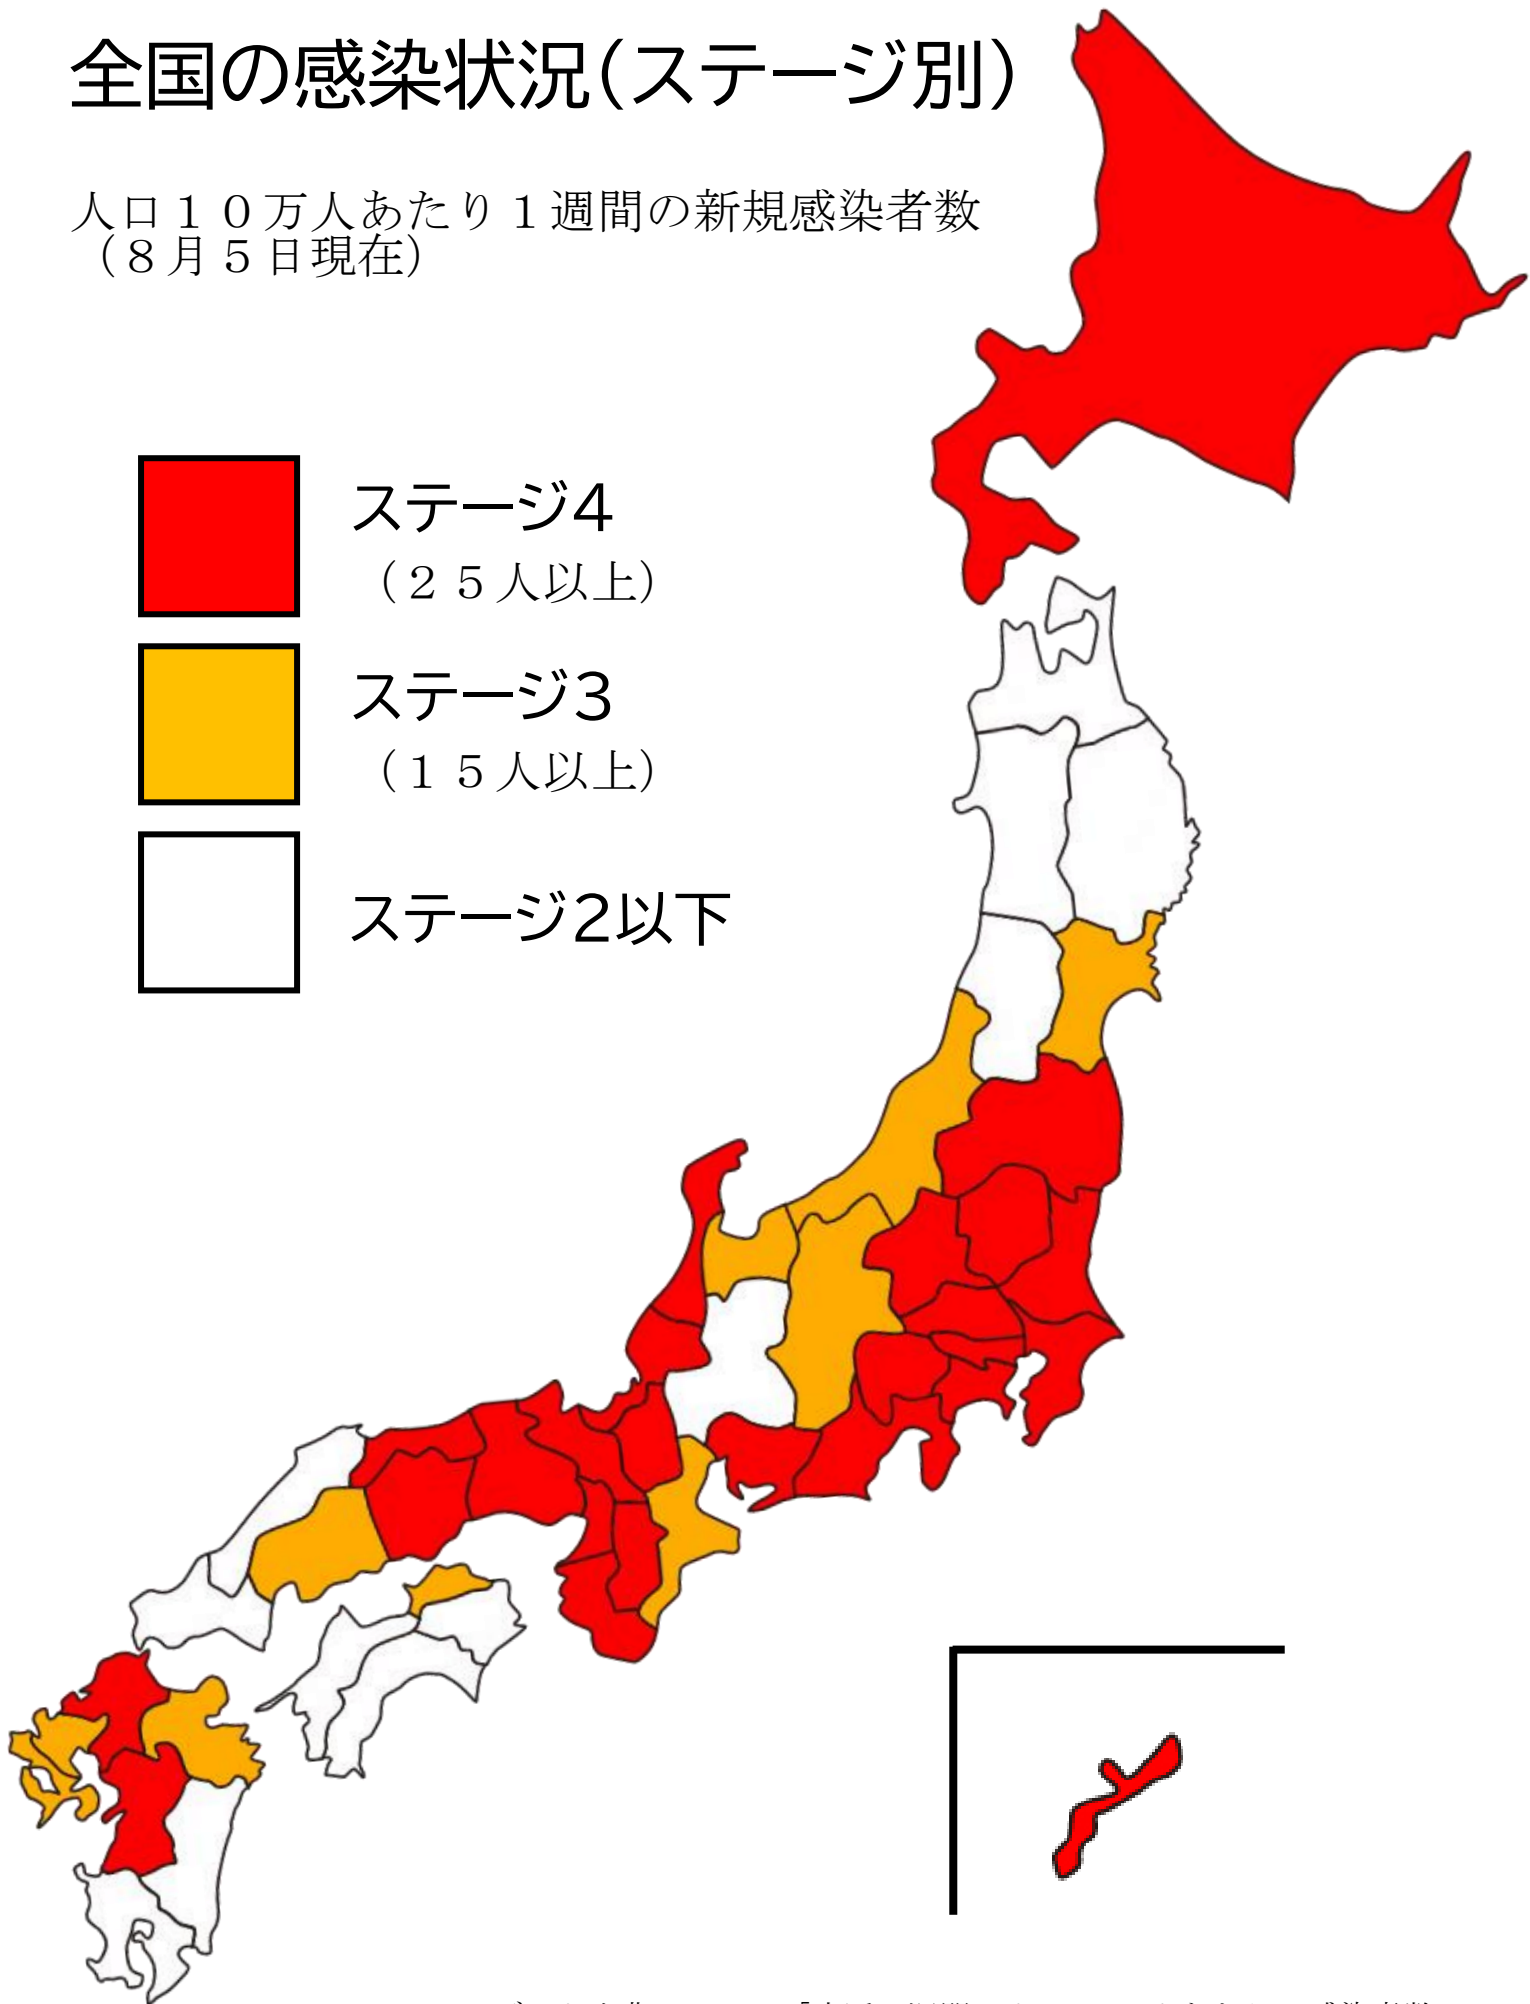 全国の感染状況(ステージ別)
人口１０万人あたり１週間の新規感染者数
（８月５日現在）
ステージ4
（２５人以上）
ステージ3
（１５人以上）
ステージ2以下